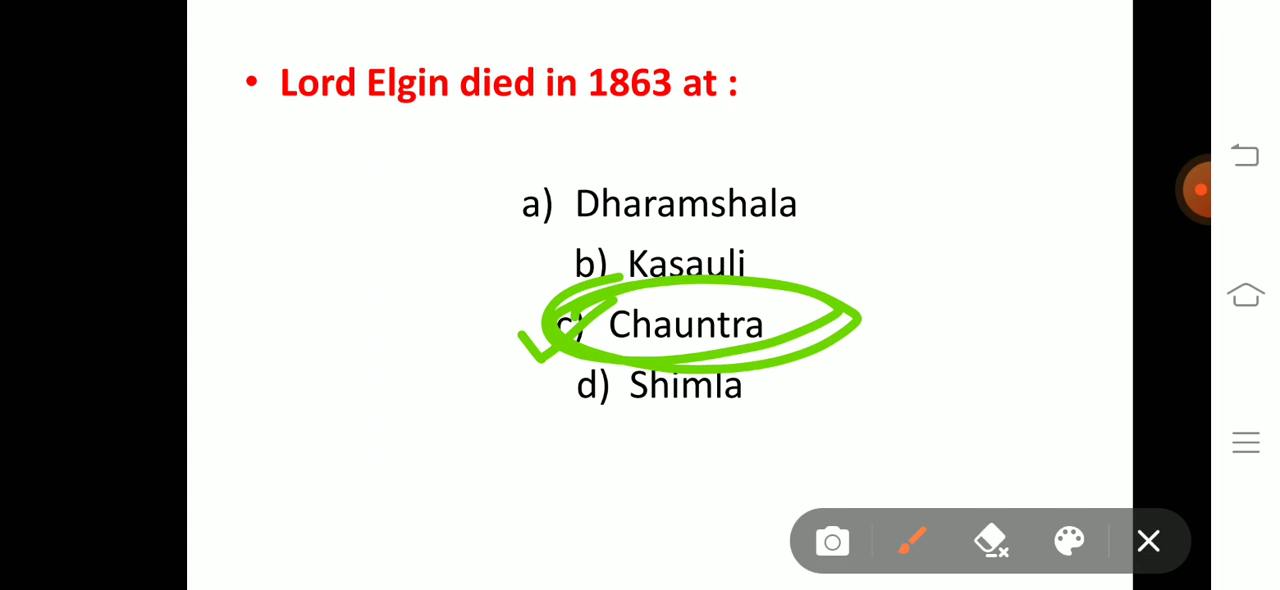 • Lord Elgin died in 1863 at :
a) Dharamshala
b) Kasauli
c) Chauntra
d) Shimla